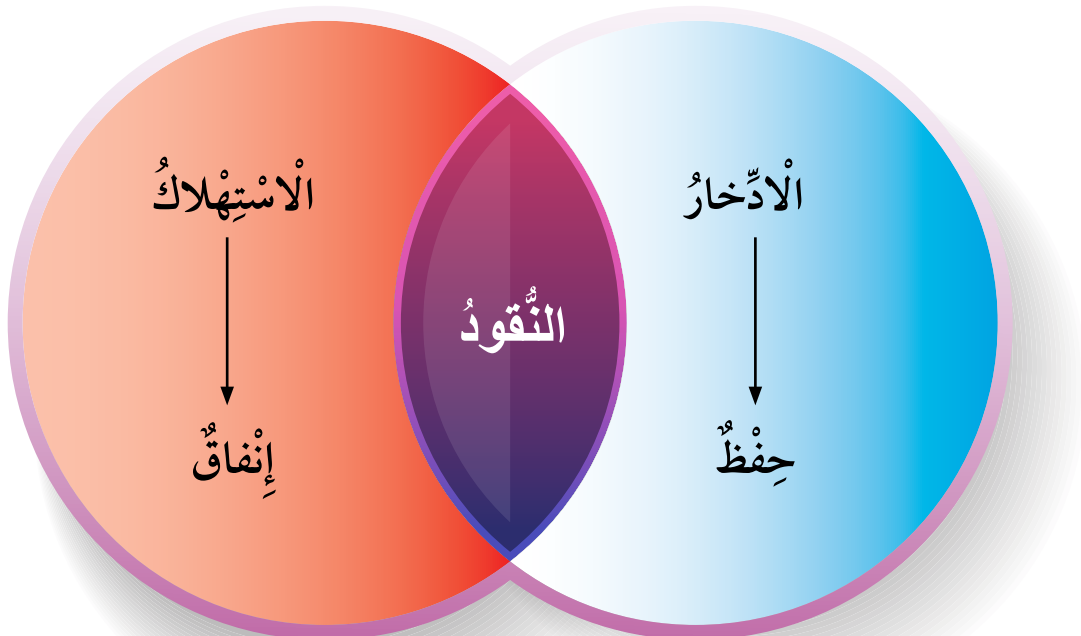 الْادِّخارُ
حِفْظٌ
النُّقودُ
الْاسْتِهْلاكُ
إِنْفاقٌ